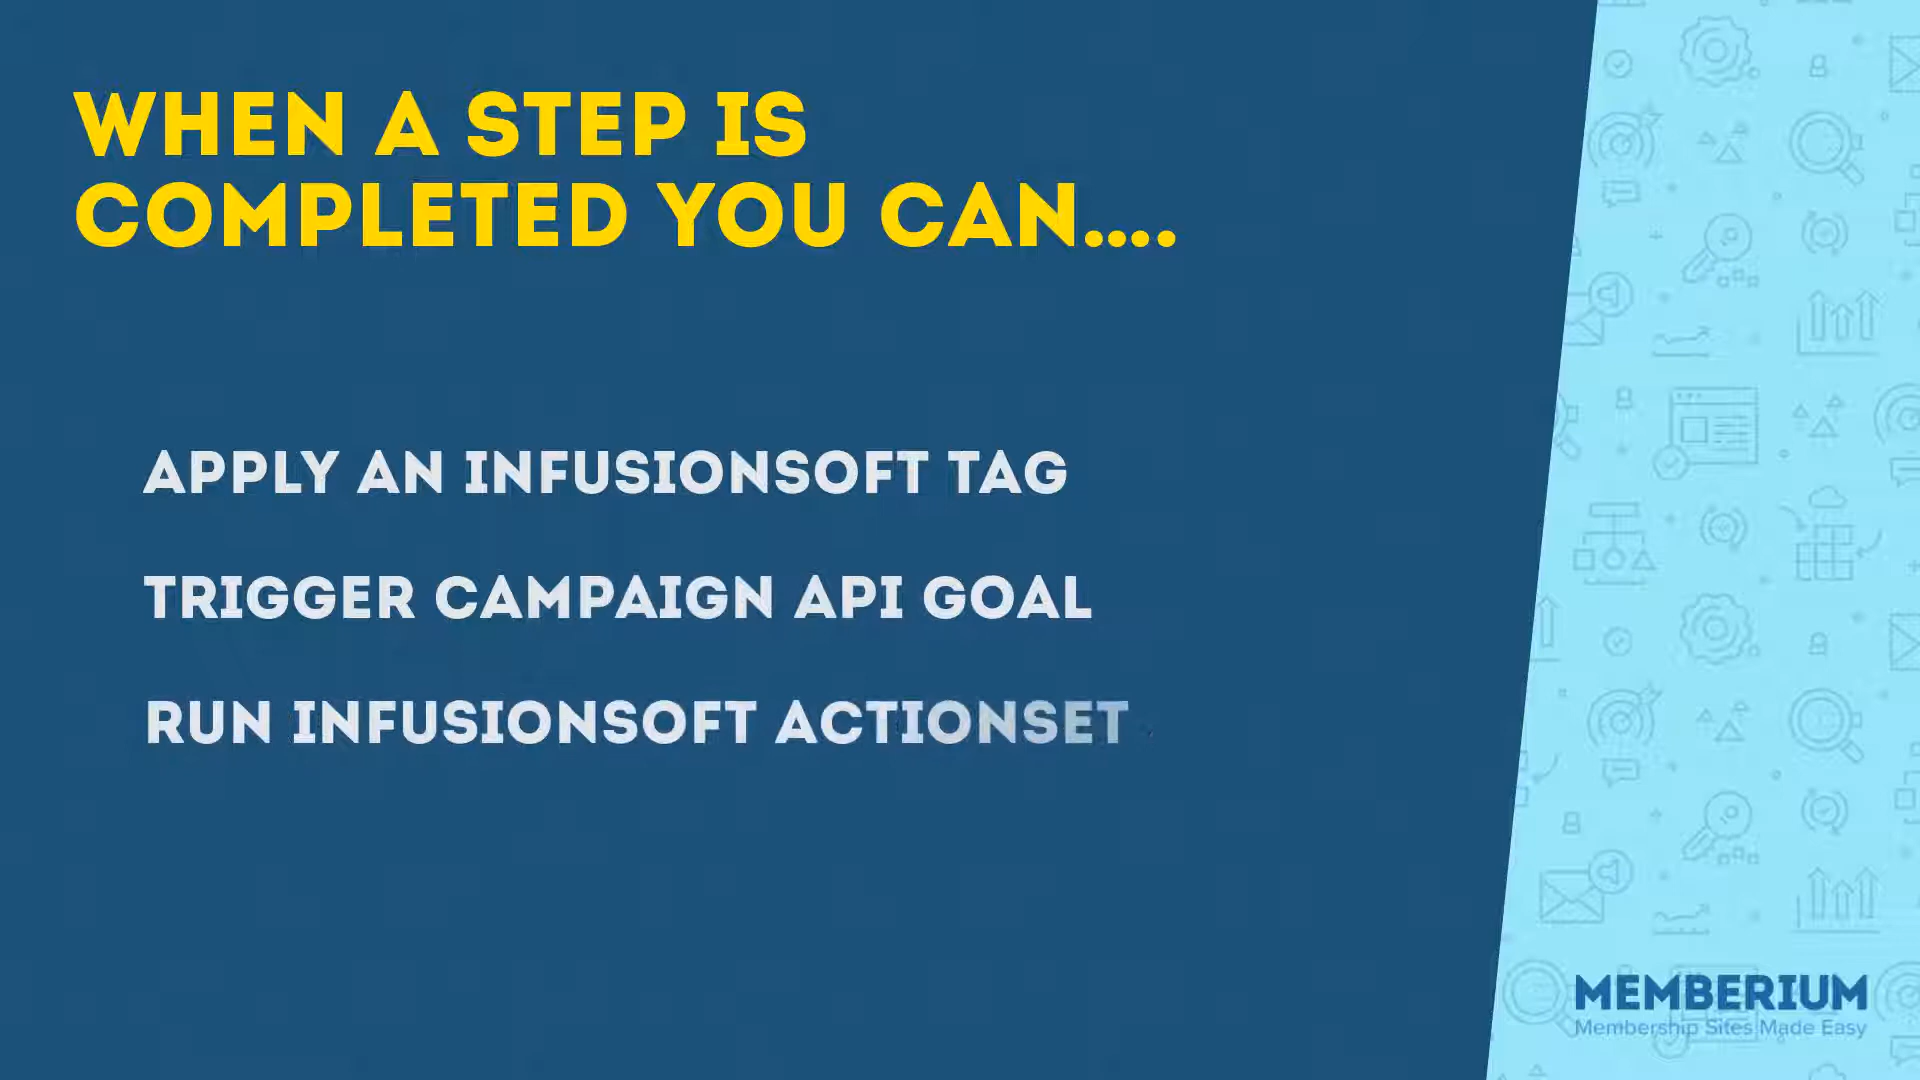 WHEN A STEP IS
COMPLETED YOU CAN....
APPLY AN INFUSIONSOFT TAG
TRIGGER CAMPAIGN API GOAL
RUN INFUSIONSOFT ACTIONSET
MEMBERIUM
Membership Sites Made Easy